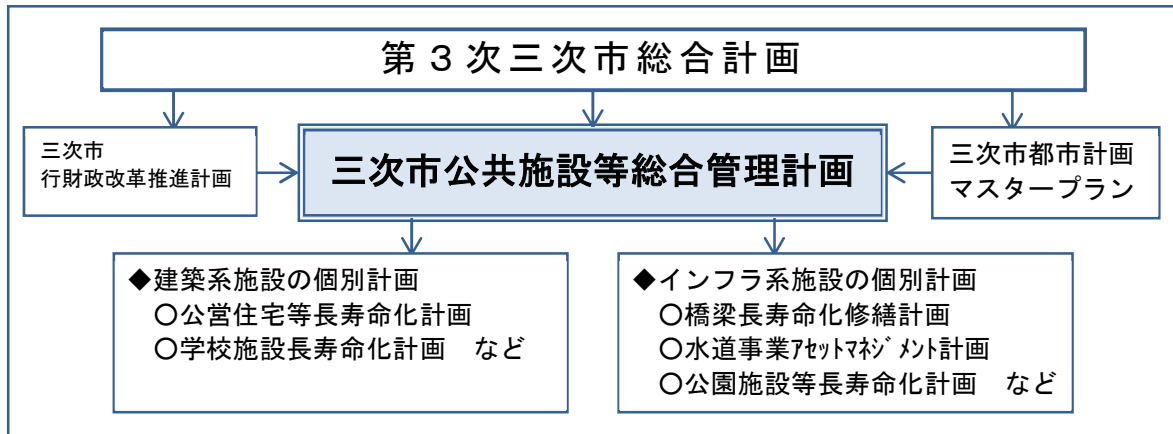 第３次三次市総合計画
三次市
行財政改革推進計画
三次市公共施設等総合管理計画
三次市都市計画
マスタープラン
◆建築系施設の個別計画
○公営住宅等長寿命化計画
○学校施設長寿命化計画　など
◆インフラ系施設の個別計画
○橋梁長寿命化修繕計画
○水道事業ｱｾｯﾄﾏﾈｼﾞﾒﾝﾄ計画
○公園施設等長寿命化計画　など